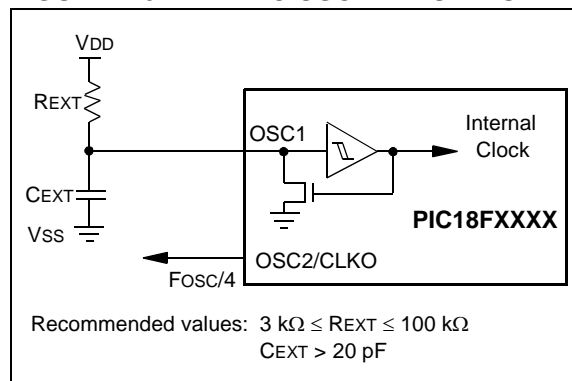 VDD
REXT
OSC1
Internal
Clock
CEXT
PIC18FXXXX
VSS
OSC2/CLKO
FOSC/4
Recommended values: 3 kΩ ≤ REXT ≤ 100 kΩ
CEXT > 20 pF